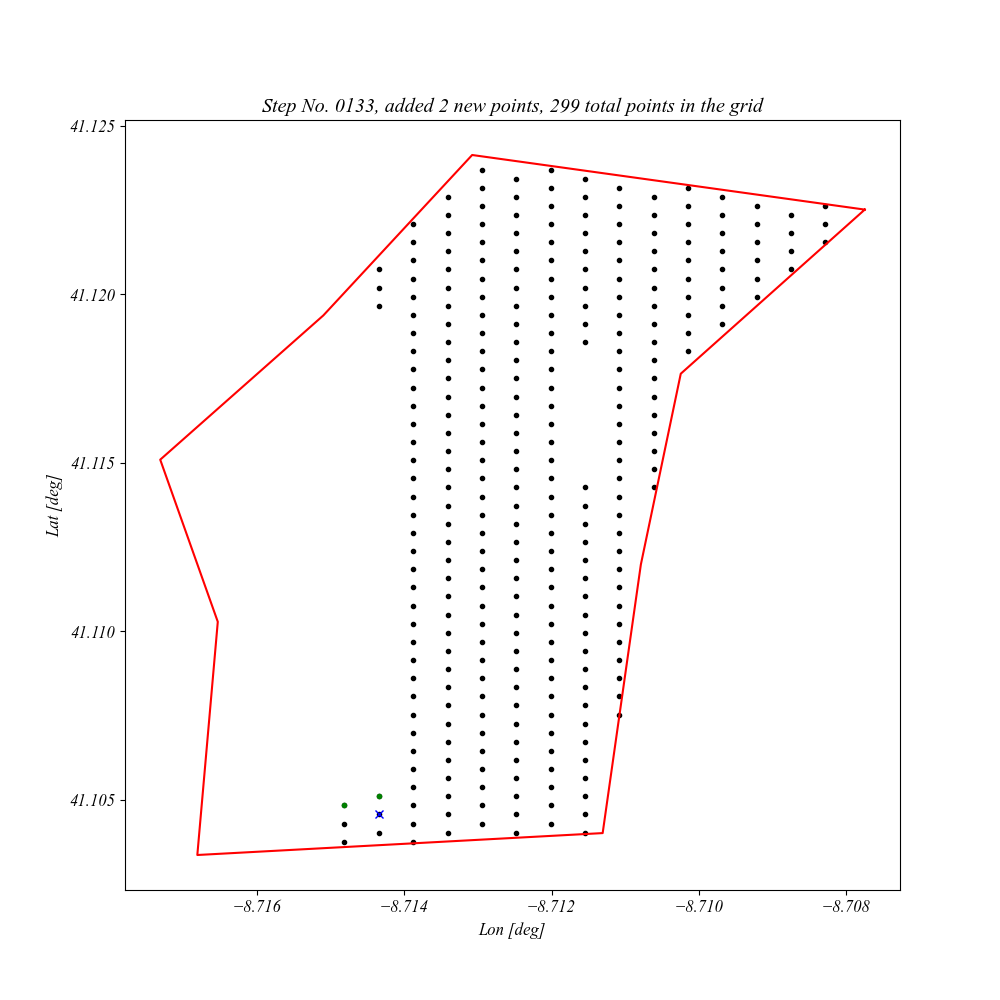 Step No. 0133, added 2 new points, 299 total points in the grid
41.125
41.120
41.115
41.110
41.105
Lat [deg]
−8.716 −8.714 −8.712 −8.710 −8.708
Lon [deg]